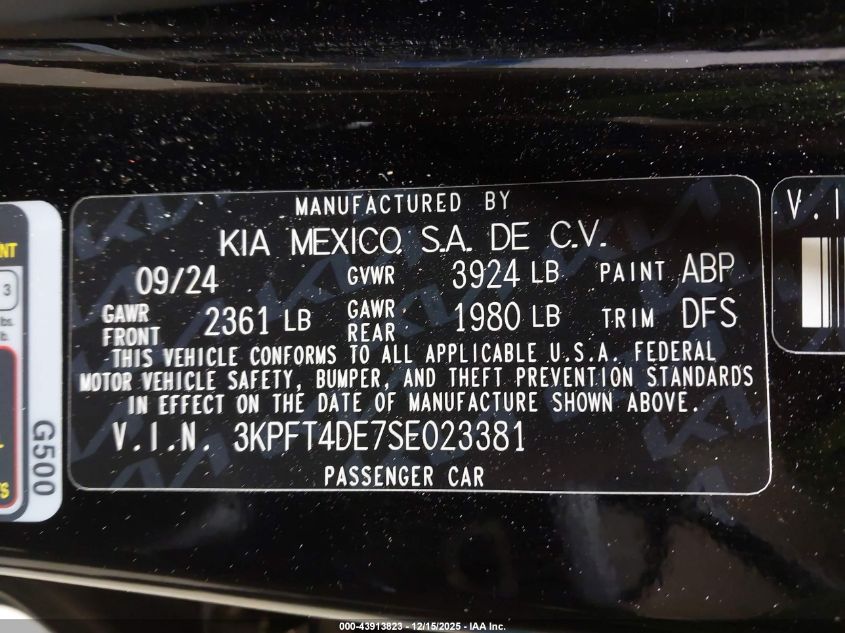 MANUFACTURED BY
KIA MEXICO, S.A. DE C.V.
09/24 GVWR 3924 LB PAINT ABP
GAWR FRONT 2361 LB GAWR REAR 1980 LB TRIM DFS
THIS VEHICLE CONFORMS TO ALL APPLICABLE U.S.A. FEDERAL
MOTOR VEHICLE SAFETY, BUMPER, AND THEFT PREVENTION STANDARDS
IN EFFECT ON THE DATE OF MANUFACTURE SHOWN ABOVE.
V.I.N. 3KPFT4DE7SE023381
PASSENGER CAR
G500
3
V.I
000-43913823 - 12/15/2025 - IAA Inc.